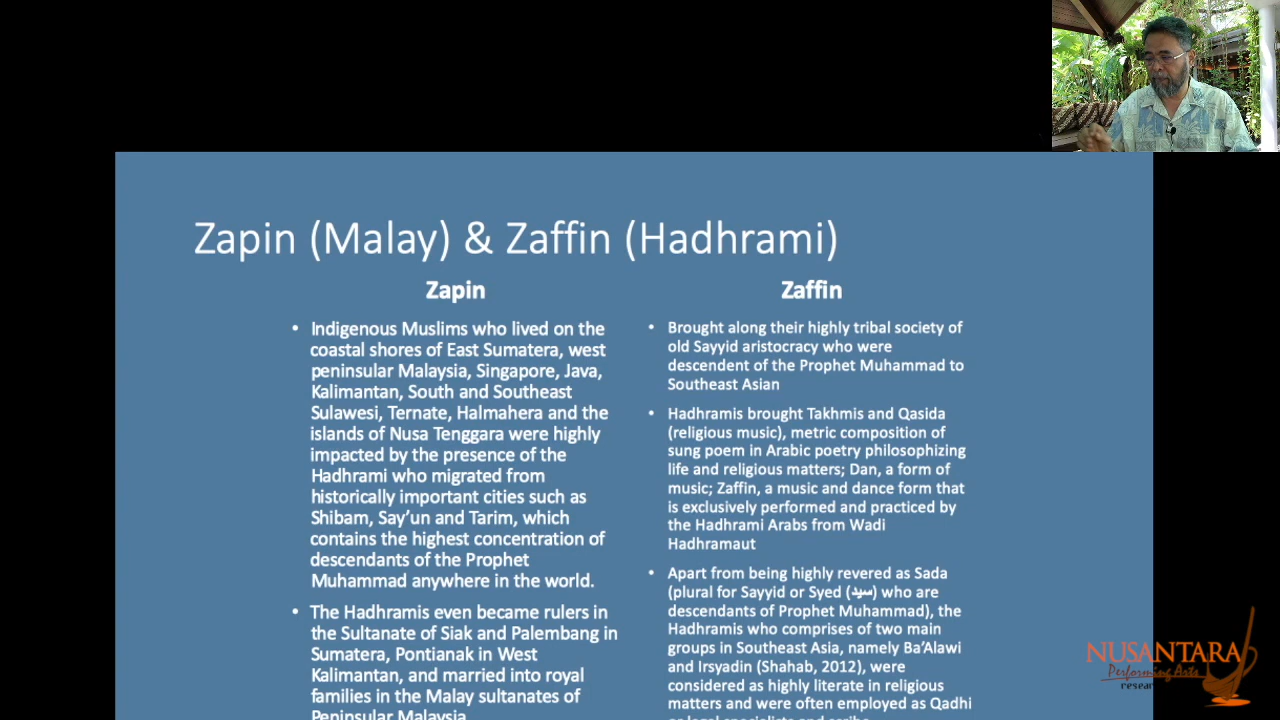 Zapin (Malay) & Zaffin (Hadhrami)
Zapin
• Indigenous Muslims who lived on the
coastal shores of East Sumatera, west
peninsular Malaysia, Singapore, Java,
Kalimantan, South and Southeast
Sulawesi, Ternate, Halmahera and the
islands of Nusa Tenggara were highly
impacted by the presence of the
Hadhrami who migrated from
historically important cities such as
Shibam, Say'un and Tarim, which
contains the highest concentration of
descendants of the Prophet
Muhammad anywhere in the world.
• The Hadhramis even became rulers in
the Sultanate of Siak and Palembang in
Sumatera, Pontianak in West
Kalimantan, and married into royal
families in the Malay sultanates of
Peninsular Malaysia
Zaffin
• Brought along their highly tribal society of
old Sayyid aristocracy who were
descendent of the Prophet Muhammad to
Southeast Asian
• Hadhramis brought Takhmis and Qasida
(religious music), metric composition of
sung poem in Arabic poetry philosophizing
life and religious matters; Dan, a form of
music; Zaffin, a music and dance form that
is exclusively performed and practiced by
the Hadhrami Arabs from Wadi
Hadhramaut
• Apart from being highly revered as Sada
(plural for Sayyid or Syed (سيد) who are
descendants of Prophet Muhammad), the
Hadhramis who comprises of two main
groups in Southeast Asia, namely Ba'Alawi
and Irsyadin (Shahab, 2012), were
considered as highly literate in religious
matters and were often employed as Qadhi
NUSANTARA
Performing Arts